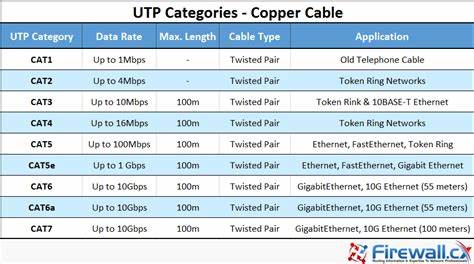 UTP Categories - Copper Cable
UTP Category Data Rate Max. Length Cable Type Application
CAT1 Up to 1Mbps - Twisted Pair Old Telephone Cable
CAT2 Up to 4Mbps - Twisted Pair Token Ring Networks
CAT3 Up to 10Mbps 100m Twisted Pair Token Rink & 10BASE-T Ethernet
CAT4 Up to 16Mbps 100m Twisted Pair Token Ring Networks
CAT5 Up to 100Mbps 100m Twisted Pair Ethernet, FastEthernet, Token Ring
CAT5e Up to 1 Gbps 100m Twisted Pair Ethernet, FastEthernet, Gigabit Ethernet
CAT6 Up to 10Gbps 100m Twisted Pair GigabitEthernet, 10G Ethernet (55 meters)
CAT6a Up to 10Gbps 100m Twisted Pair GigabitEthernet, 10G Ethernet (55 meters)
CAT7 Up to 10Gbps 100m Twisted Pair GigabitEthernet, 10G Ethernet (100 meters)
Firewall.cx